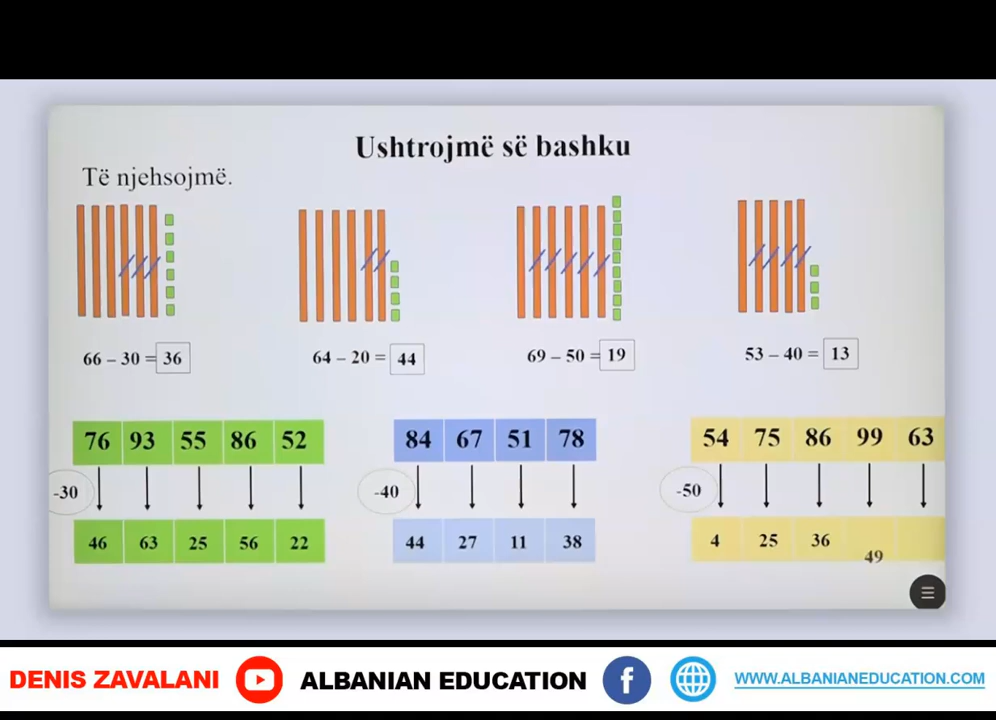 Ushtrojmë së bashku
Të njehsojmë.
66 – 30 = 36
64 – 20 = 44
69 – 50 = 19
53 – 40 = 13
76 93 55 86 52
84 67 51 78
54 75 86 99 63
-30
-40
-50
46 63 25 56 22
44 27 11 38
4 25 36 49
DENIS ZAVALANI
ALBANIAN EDUCATION
f
WWW.ALBANIANEDUCATION.COM